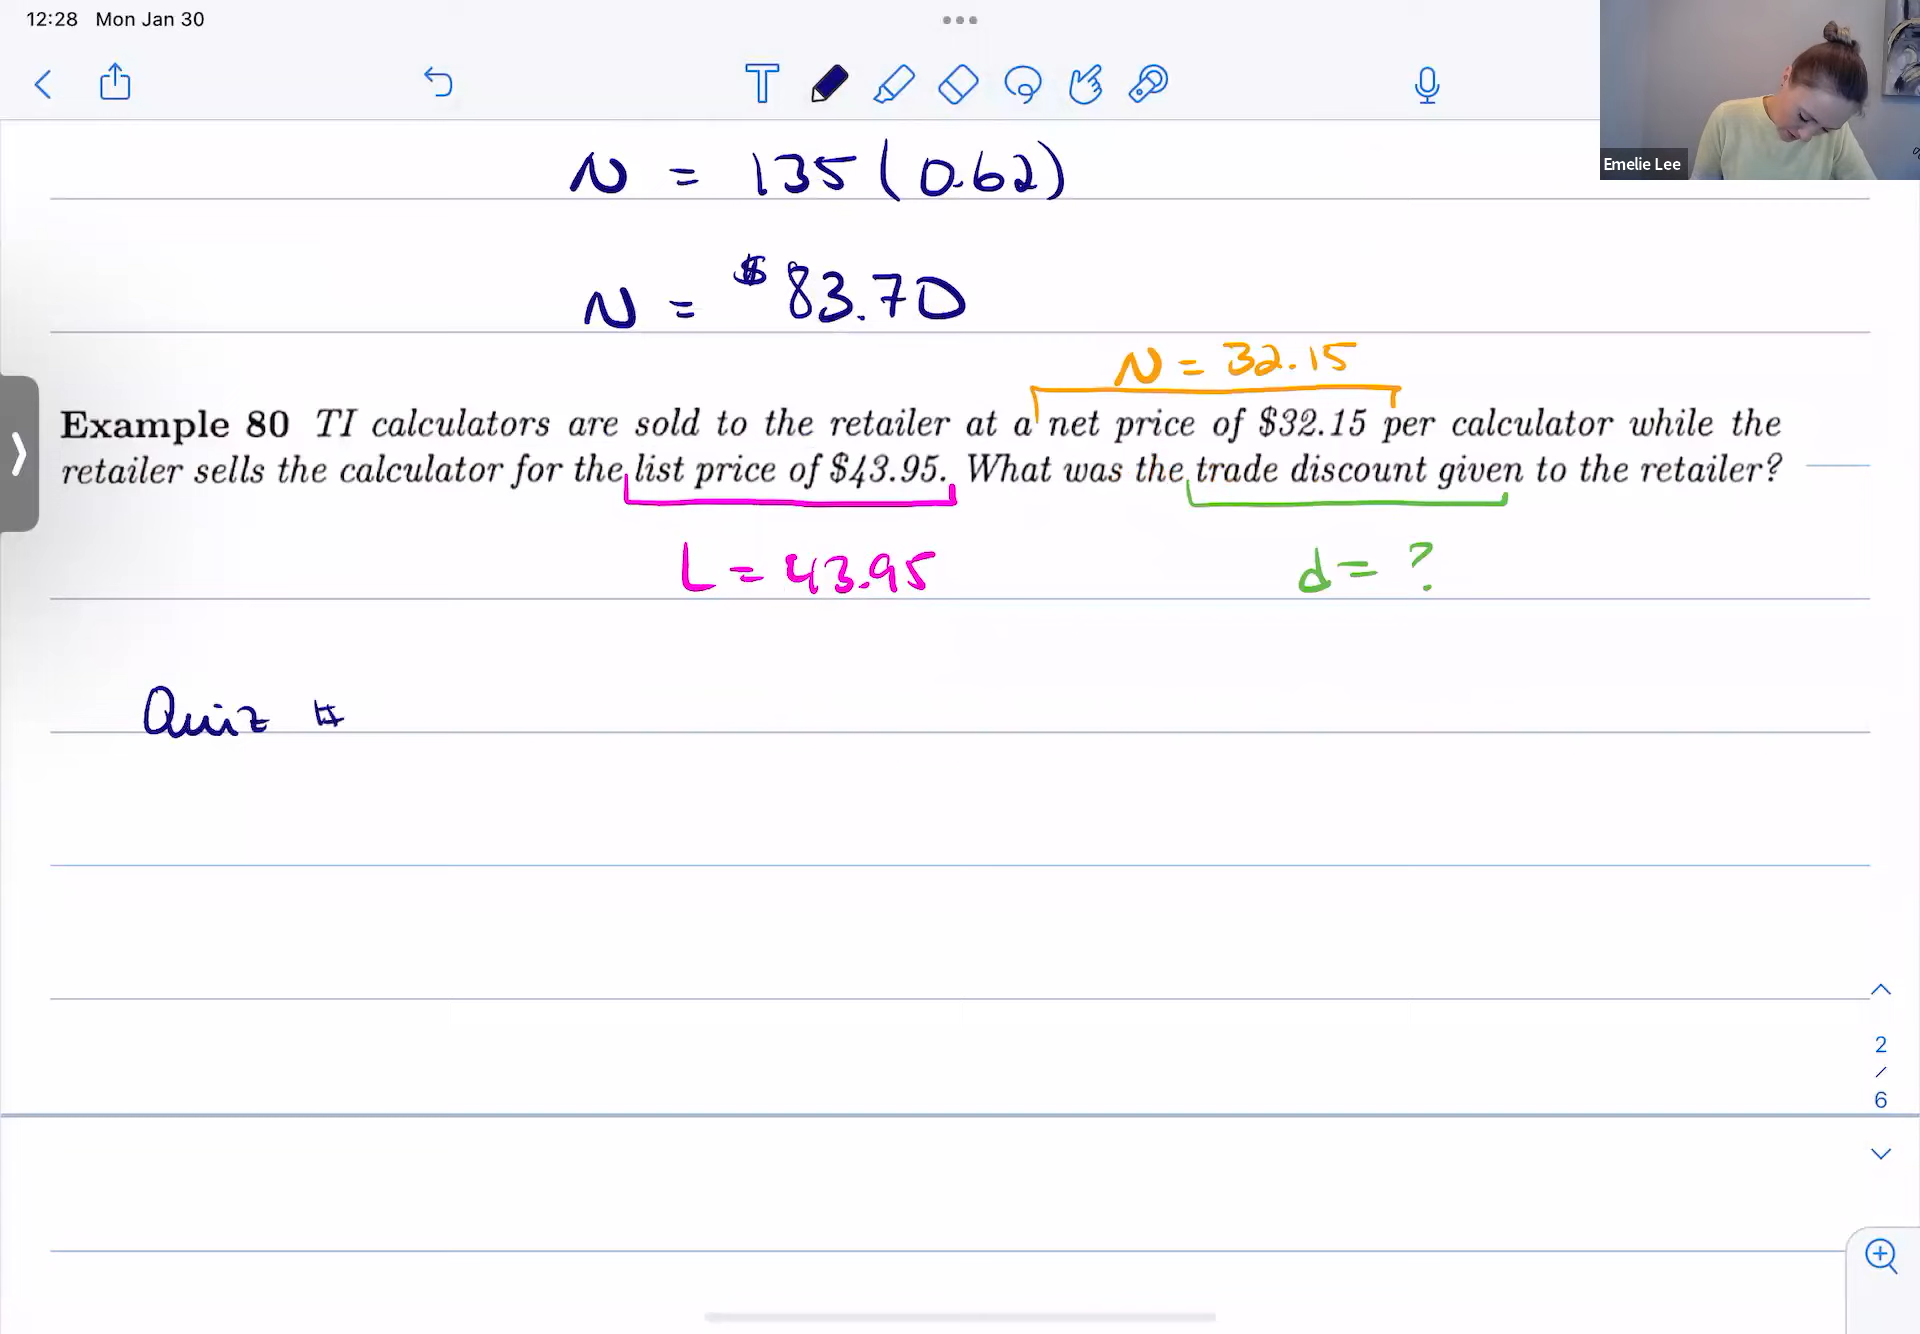 12:28 Mon Jan 30
Emelie Lee
N = 135(0.62)
N = $83.70
N = 32.15
Example 80 TI calculators are sold to the retailer at a net price of $32.15 per calculator while the
retailer sells the calculator for the list price of $43.95. What was the trade discount given to the retailer?
L = 43.95
d = ?
Quiz #
2
/
6